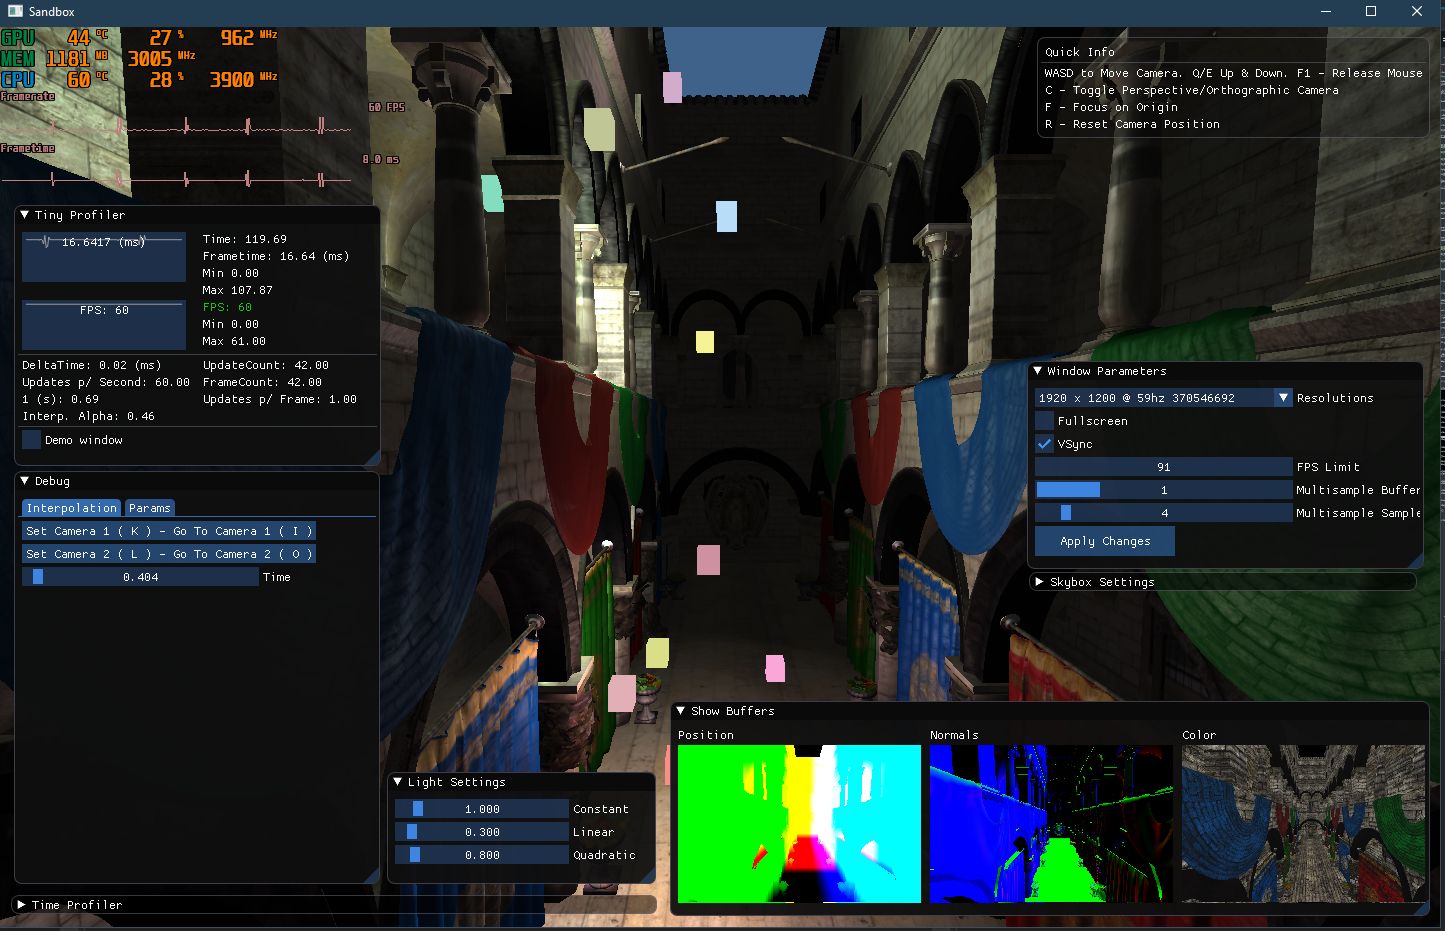 Sandbox
GPU 44 °C 27 % 962 MHz
MEM 1181 MB 3005 MHz
CPU 60 °C 28 % 3900 MHz
Framerate
60 FPS
Frametime
8.0 ms
Quick Info
WASD to Move Camera. Q/E Up & Down. F1 - Release Mouse
C - Toggle Perspective/Orthographic Camera
F - Focus on Origin
R - Reset Camera Position
Tiny Profiler
16.6417 (ms)
FPS: 60
Time: 119.69
Frametime: 16.64 (ms)
Min 0.00
Max 107.87
FPS: 60
Min 0.00
Max 61.00
DeltaTime: 0.02 (ms) UpdateCount: 42.00
Updates p/ Second: 60.00 FrameCount: 42.00
1 (s): 0.69 Updates p/ Frame: 1.00
Interp. Alpha: 0.46
Demo window
Debug
Interpolation Params
Set Camera 1 ( K ) - Go To Camera 1 ( I )
Set Camera 2 ( L ) - Go To Camera 2 ( O )
0.404 Time
Window Parameters
1920 x 1200 @ 59hz 370546692 Resolutions
Fullscreen
VSync
91 FPS Limit
1 Multisample Buffer
4 Multisample Sample
Apply Changes
Skybox Settings
Light Settings
1.000 Constant
0.300 Linear
0.800 Quadratic
Show Buffers
Position Normals Color
Time Profiler